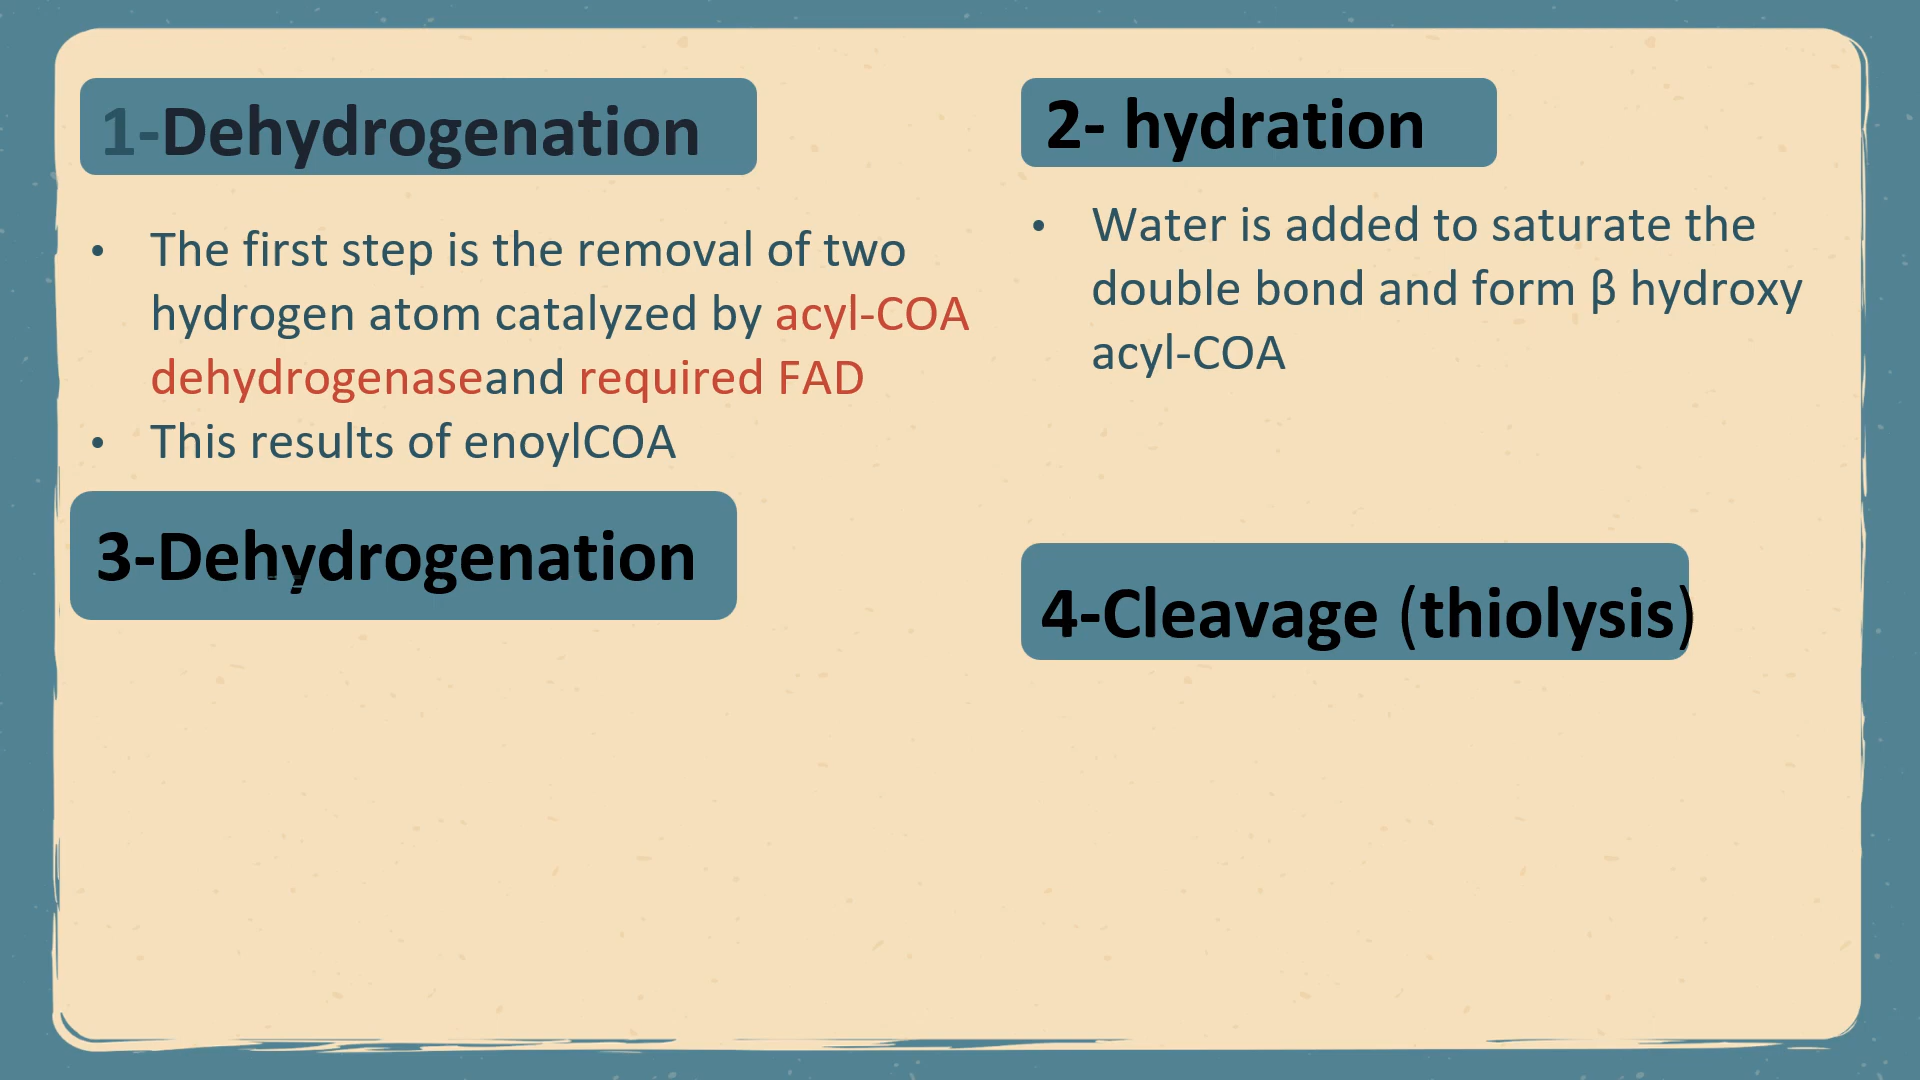 1-Dehydrogenation
• The first step is the removal of two
hydrogen atom catalyzed by acyl-COA
dehydrogenaseand required FAD
• This results of enoylCOA
2- hydration
• Water is added to saturate the
double bond and form β hydroxy
acyl-COA
3-Dehydrogenation
4-Cleavage (thiolysis)